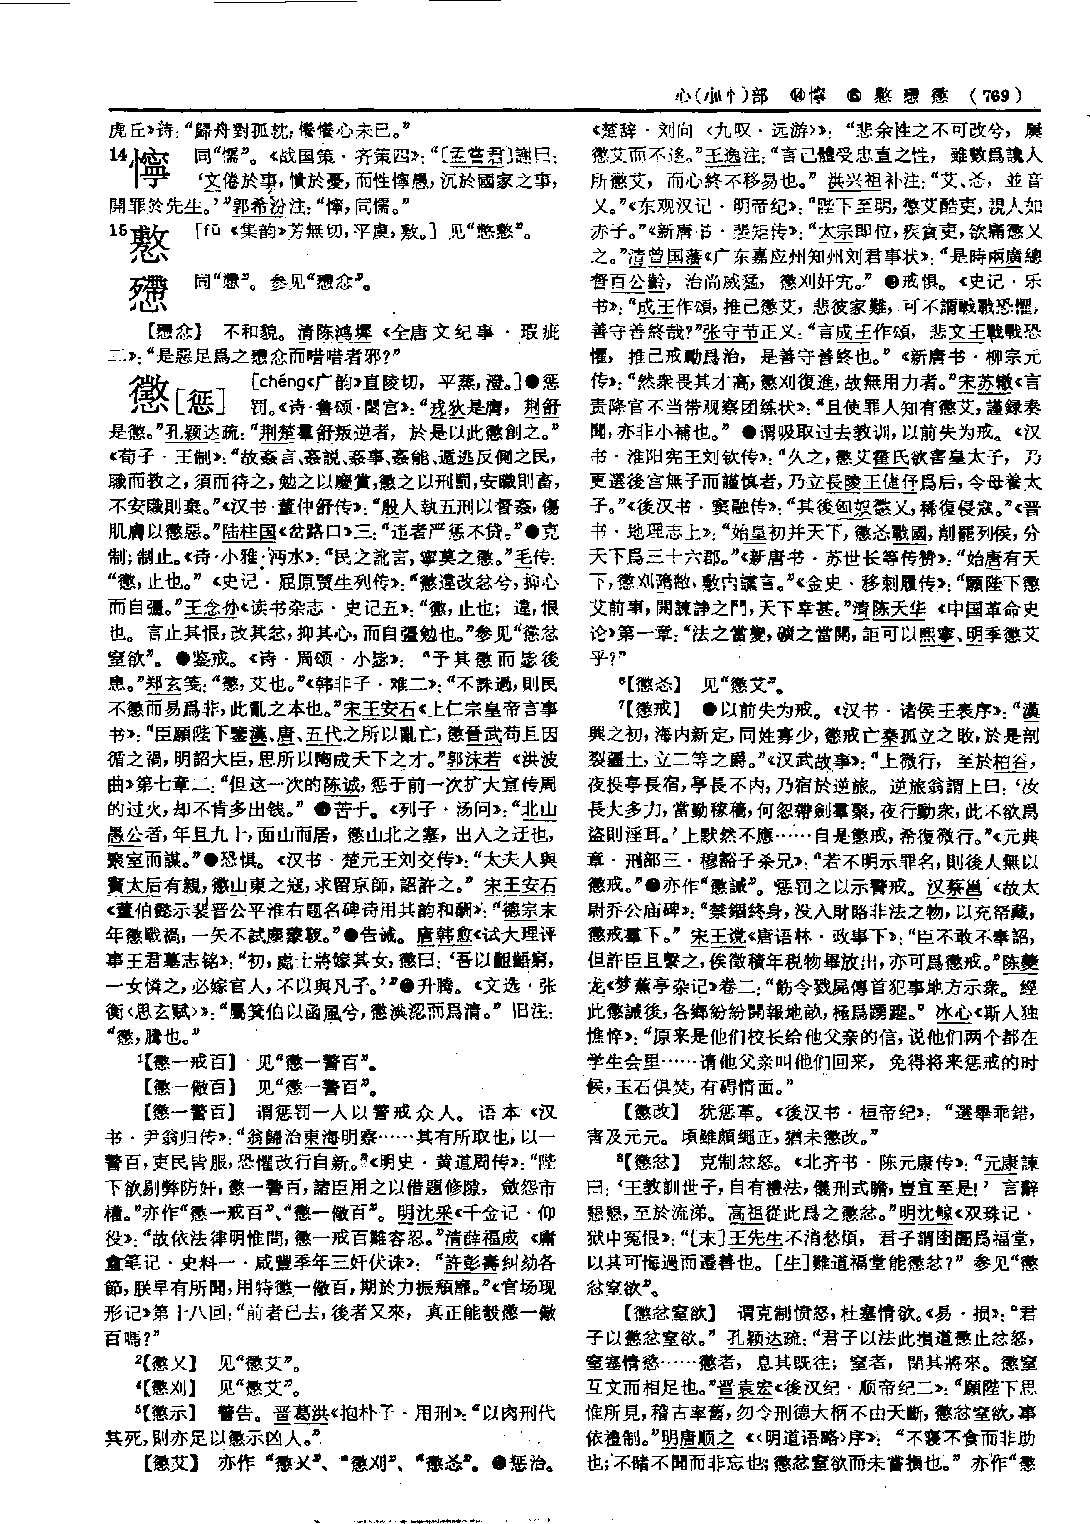 心(小忄)部 ⑭懧 ⑮懯懘懲 (769)
虎丘》诗：“歸舟對孤枕，惓惓心未已。”
14懧 同“懦”。《战国策·齐策四》：“〔孟嘗君〕謝曰：
‘文倦於事，憒於憂，而性懧愚，沉於國家之事，
開罪於先生。’”郭希汾注：“懧，同懦。”
15懯 [fū 《集韵》芳無切，平虞，敷。] 见“憗懯”。
懘 同“㦅”。参见“懘㤿”。
不和貌。清陈鸿墀《全唐文纪事·瑕疵
二》：
懲[惩] [chéng《广韵》直陵切，平蒸，澄。]❶惩
罚。《诗·鲁颂·閟宫》：“戎狄是膺，荆舒
是懲。”孔颖达疏：“荆楚羣舒叛逆者，於是以此懲創之。”
《荀子·王制》：“故姦言、姦説、姦事、姦能、遁逃反側之民，
職而教之，須而待之，勉之以慶賞，懲之以刑罰，安職則畜，
不安職則棄。”《汉书·董仲舒传》：“殷人執五刑以督姦，傷
肌膚以懲惡。”陆柱国《岔路口》三：“违者严惩不贷。”❷克
制；制止。《诗·小雅·沔水》：“民之訛言，寧莫之懲。”毛传：
“懲，止也。”《史记·屈原贾生列传》：“懲違改忿兮，抑心
而自彊。”王念孙《读书杂志·史记五》：“懲，止也；違，恨
也。言止其恨，改其忿，抑其心，而自彊勉也。”参见“懲忿
窒欲”。❸鉴戒。《诗·周颂·小毖》：“予其懲而毖後
患。”郑玄笺：“懲，艾也。”《韩非子·难二》：“不誅過，則民
不懲而易爲非，此亂之本也。”宋王安石《上仁宗皇帝言事
书》：“臣願陛下鑒漢、唐、五代之所以亂亡，懲晉武苟且因
循之禍，明詔大臣，思所以陶成天下之才。”郭沫若《洪波
曲》第七章二：“但这一次的陈诚，惩于前一次扩大宣传周
的过火，却不肯多出钱。”❹苦于。《列子·汤问》：“北山
愚公者，年且九十，面山而居，懲山北之塞，出入之迂也，
聚室而謀。”❺恐惧。《汉书·楚元王刘交传》：“太夫人與
竇太后有親，懲山東之寇，求留京師，詔許之。”宋王安石
《董伯懿示裴晋公平淮右题名碑诗用其韵和酬》：“德宗末
年懲戰禍，一矢不試塵蒙鞍。”❻告诫。唐韩愈《试大理评
事王君墓志铭》：“初，處士將嫁其女，懲曰：‘吾以齟齬窮，
一女憐之，必嫁官人，不以與凡子。’”❼升腾。《文选·张
衡〈思玄赋〉》：“屬箕伯以函風兮，懲淟涊而爲清。”旧注：
“懲，騰也。”
¹【懲一戒百】 见“懲一警百”。
【懲一儆百】 见“懲一警百”。
【懲一警百】 谓惩罚一人以警戒众人。语本《汉
书·尹翁归传》：“翁歸治東海明察……其有所取也，以一
警百，吏民皆服，恐懼改行自新。”《明史·黄道周传》：“陛
下欲剔弊防奸，懲一警百，諸臣用之以借題修隙，斂怨市
權。”亦作“懲一戒百”、“懲一儆百”。明沈采《千金记·仰
役》：“故依法律明惟問，懲一戒百難容忍。”清薛福成《庸
盦笔记·史料一·咸豐季年三奸伏诛》：“許彭壽糾劾各
節，朕早有所聞，用特懲一儆百，期於力振頹靡。”《官场现
形记》第十八回：“前者已去，後者又來，真正能彀懲一儆
百嗎？”
²【懲乂】 见“懲艾”。
⁴【懲刈】 见“懲艾”。
⁵【懲示】 警告。晋葛洪《抱朴子·用刑》：“以肉刑代
其死，則亦足以懲示凶人。”
【懲艾】 亦作“懲乂”、“懲刈”、“懲忢”。❶惩治。
《楚辞·刘向〈九叹·远游〉》：“悲余性之不可改兮，屢
懲艾而不迻。”王逸注：“言己體受忠直之性，雖數爲讒人
所懲艾，而心終不移易也。”洪兴祖补注：“艾、忢，並音
乂。”《东观汉记·明帝纪》：“陛下至明，懲艾酷吏，視人如
赤子。”《新唐书·裴矩传》：“太宗即位，疾貪吏，欲痛懲乂
之。”清曾国藩《广东嘉应州知州刘君事状》：“是時兩廣總
督百公齡，治尚威猛，懲刈奸宄。”❷戒惧。《史记·乐
书》：“成王作頌，推己懲艾，悲彼家難，可不謂戰戰恐懼，
善守善終哉？”张守节正义：“言成王作頌，悲文王戰戰恐
懼，推己戒勵爲治，是善守善終也。”《新唐书·柳宗元
传》：“然衆畏其才高，懲刈復進，故無用力者。”宋苏辙《言
责降官不当带观察团练状》：“且使罪人知有懲艾，謹録奏
聞，亦非小補也。”❸谓吸取过去教训，以前失为戒。《汉
书·淮阳宪王刘钦传》：“久之，懲艾霍氏欲害皇太子，乃
更選後宮無子而謹慎者，乃立長陵王倢伃爲后，令母養太
子。”《後汉书·窦融传》：“其後匈奴懲乂，稀復侵寇。”《晋
书·地理志上》：“始皇初并天下，懲忢戰國，削罷列侯，分
天下爲三十六郡。”《新唐书·苏世长等传赞》：“始唐有天
下，懲刈隋敝，敷内讜言。”《金史·移剌履传》：“願陛下懲
艾前事，開諫諍之門，天下幸甚。”清陈天华《中国革命史
论》第一章：“法之當變，礦之當開，詎可以熙寧、明季懲艾
乎？”
⁶【懲忢】 见“懲艾”。
⁷【懲戒】 ❶以前失为戒。《汉书·诸侯王表序》：“漢
興之初，海内新定，同姓寡少，懲戒亡秦孤立之敗，於是剖
裂疆土，立二等之爵。”《汉武故事》：“上微行，至於柏谷，
夜投亭長宿，亭長不内，乃宿於逆旅。逆旅翁謂上曰：‘汝
長大多力，當勤稼穡，何忽帶劍羣聚，夜行動衆，此不欲爲
盜則淫耳。’上默然不應……自是懲戒，希復微行。”《元典
章·刑部三·穆豁子杀兄》：“若不明示罪名，則後人無以
懲戒。”❷亦作“懲誡”。惩罚之以示警戒。汉蔡邕《故太
尉乔公庙碑》：“禁錮終身，没入財賂非法之物，以充帑藏，
懲戒羣下。”宋王谠《唐语林·政事下》：“臣不敢不奉詔，
但許臣且繫之，俟徵積年税物畢放出，亦可爲懲戒。”陈夔
龙《梦蕉亭杂记》卷二：“飭令戮屍傳首犯事地方示衆。經
此懲誡後，各鄉紛紛開報地畝，極爲踴躍。”冰心《斯人独
憔悴》：“原来是他们校长给他父亲的信，说他们两个都在
学生会里……请他父亲叫他们回来，免得将来惩戒的时
候，玉石俱焚，有碍情面。”
【懲改】 犹惩革。《後汉书·桓帝纪》：“選舉乖錯，
害及元元。頃雖頗繩正，猶未懲改。”
⁸【懲忿】 克制忿怒。《北齐书·陈元康传》：“元康諫
曰：‘王教訓世子，自有禮法，儀刑式瞻，豈宜至是！’言辭
懇懇，至於流涕。高祖從此爲之懲忿。”明沈鲸《双珠记·
狱中冤恨》：“〔末〕王先生不消愁煩，君子謂囹圄爲福堂，
以其可悔過而遷善也。〔生〕難道福堂能懲忿？”参见“懲
忿窒欲”。
【懲忿窒欲】 谓克制愤怒，杜塞情欲。《易·损》：“君
子以懲忿窒欲。”孔颖达疏：“君子以法此損道懲止忿怒，
窒塞情慾……懲者，息其既往；窒者，閉其將來。懲窒
互文而相足也。”晋袁宏《後汉纪·顺帝纪二》：“願陛下思
惟所見，稽古率舊，勿令刑德大柄不由天斷，懲忿窒欲，事
依禮制。”明唐顺之《〈明道语略〉序》：“不寢不食而非助
也；不睹不聞而非忘也；懲忿窒欲而未嘗損也。”亦作“懲